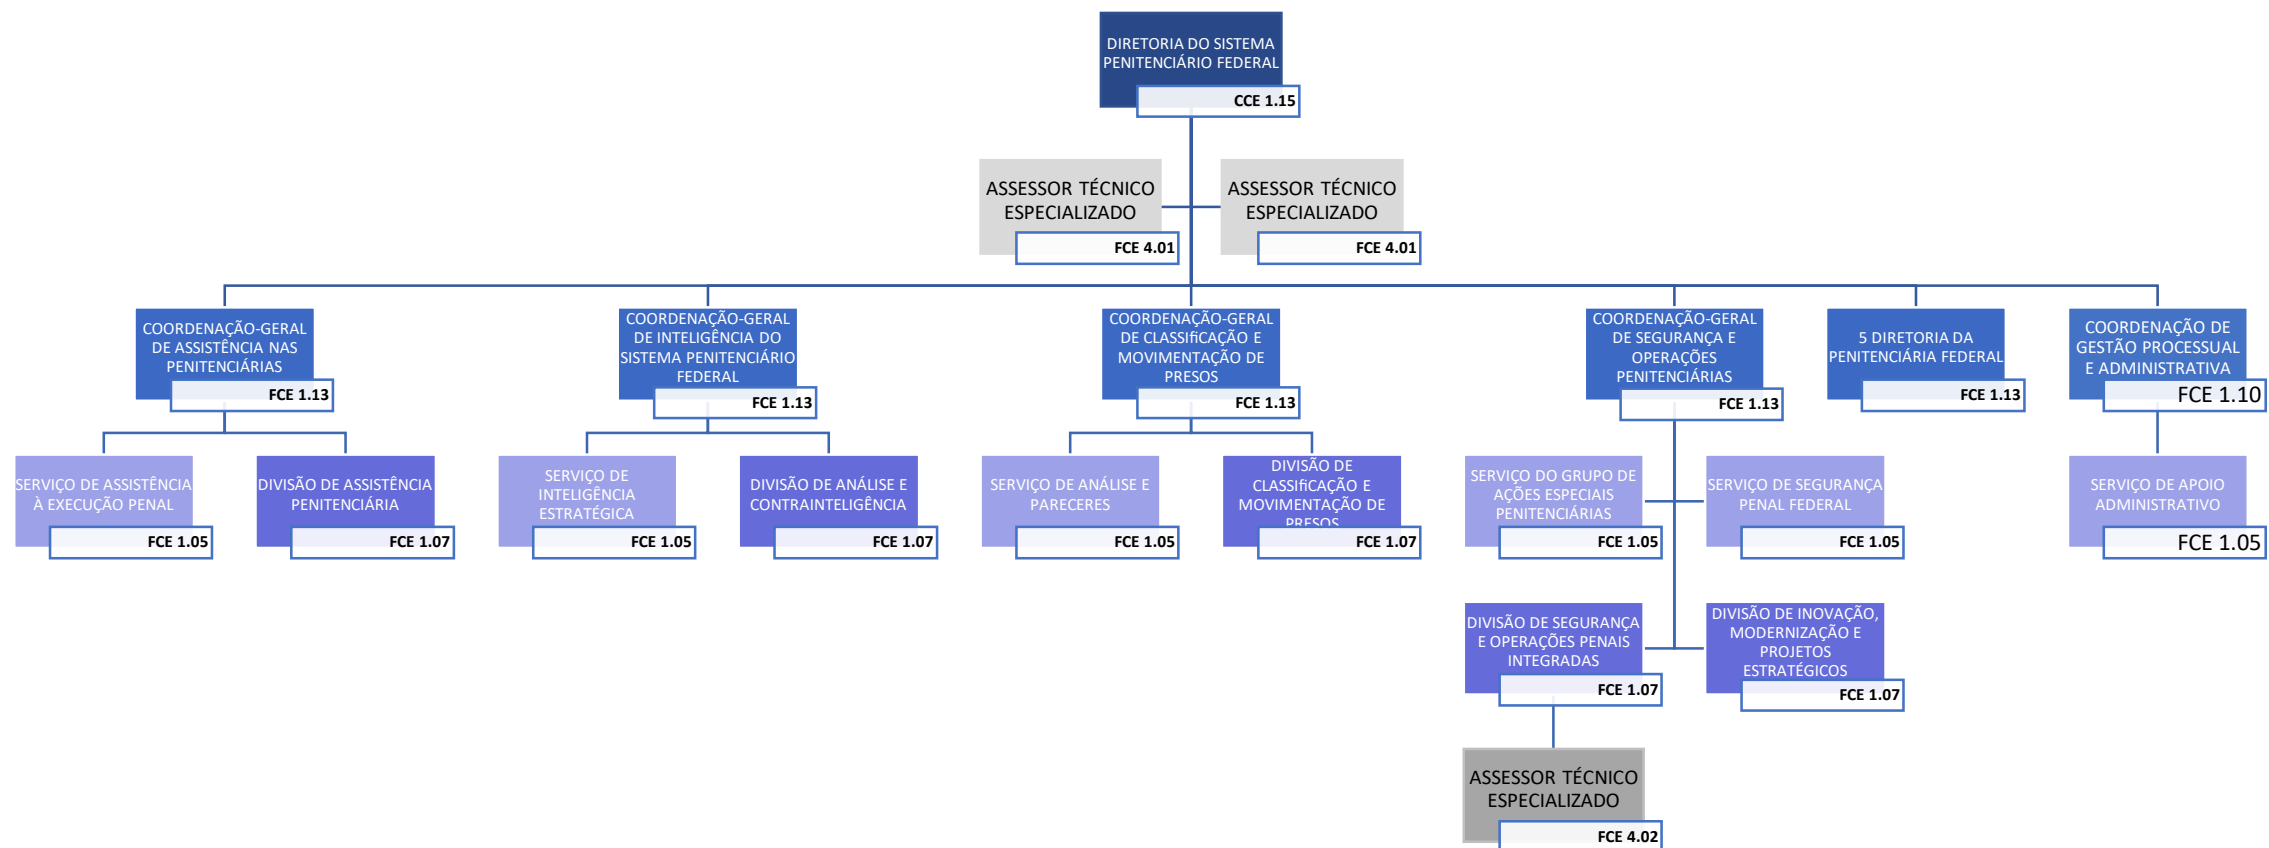 DIRETORIA DO SISTEMA
PENITENCIÁRIO FEDERAL
CCE 1.15
ASSESSOR TÉCNICO
ESPECIALIZADO
FCE 4.01
ASSESSOR TÉCNICO
ESPECIALIZADO
FCE 4.01
COORDENAÇÃO-GERAL
DE ASSISTÊNCIA NAS
PENITENCIÁRIAS
FCE 1.13
COORDENAÇÃO-GERAL
DE INTELIGÊNCIA DO
SISTEMA PENITENCIÁRIO
FEDERAL
FCE 1.13
COORDENAÇÃO-GERAL
DE CLASSIfiCAÇÃO E
MOVIMENTAÇÃO DE
PRESOS
FCE 1.13
COORDENAÇÃO-GERAL
DE SEGURANÇA E
OPERAÇÕES
PENITENCIÁRIAS
FCE 1.13
5 DIRETORIA DA
PENITENCIÁRIA FEDERAL
FCE 1.13
COORDENAÇÃO DE
GESTÃO PROCESSUAL
E ADMINISTRATIVA
FCE 1.10
SERVIÇO DE ASSISTÊNCIA
À EXECUÇÃO PENAL
FCE 1.05
DIVISÃO DE ASSISTÊNCIA
PENITENCIÁRIA
FCE 1.07
SERVIÇO DE
INTELIGÊNCIA
ESTRATÉGICA
FCE 1.05
DIVISÃO DE ANÁLISE E
CONTRAINTELIGÊNCIA
FCE 1.07
SERVIÇO DE ANÁLISE E
PARECERES
FCE 1.05
DIVISÃO DE
CLASSIfiCAÇÃO E
MOVIMENTAÇÃO DE
PRESOS
FCE 1.07
SERVIÇO DO GRUPO DE
AÇÕES ESPECIAIS
PENITENCIÁRIAS
FCE 1.05
SERVIÇO DE SEGURANÇA
PENAL FEDERAL
FCE 1.05
SERVIÇO DE APOIO
ADMINISTRATIVO
FCE 1.05
DIVISÃO DE SEGURANÇA
E OPERAÇÕES PENAIS
INTEGRADAS
FCE 1.07
DIVISÃO DE INOVAÇÃO,
MODERNIZAÇÃO E
PROJETOS
ESTRATÉGICOS
FCE 1.07
ASSESSOR TÉCNICO
ESPECIALIZADO
FCE 4.02